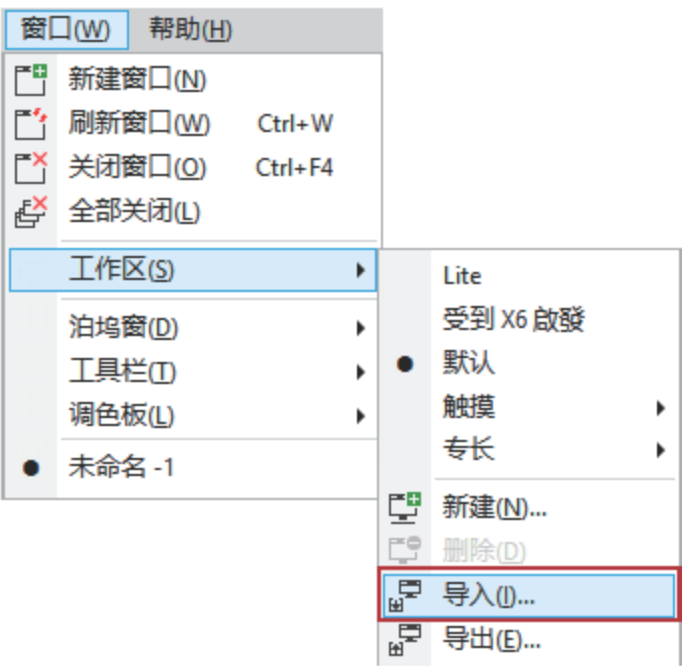 窗口(W) 帮助(H)
新建窗口(N)
刷新窗口(W) Ctrl+W
关闭窗口(O) Ctrl+F4
全部关闭(L)
工作区(S)
泊坞窗(D)
工具栏(T)
调色板(L)
未命名 -1
Lite
受到 X6 啟發
默认
触摸
专长
新建(N)...
删除(D)
导入(I)...
导出(E)...